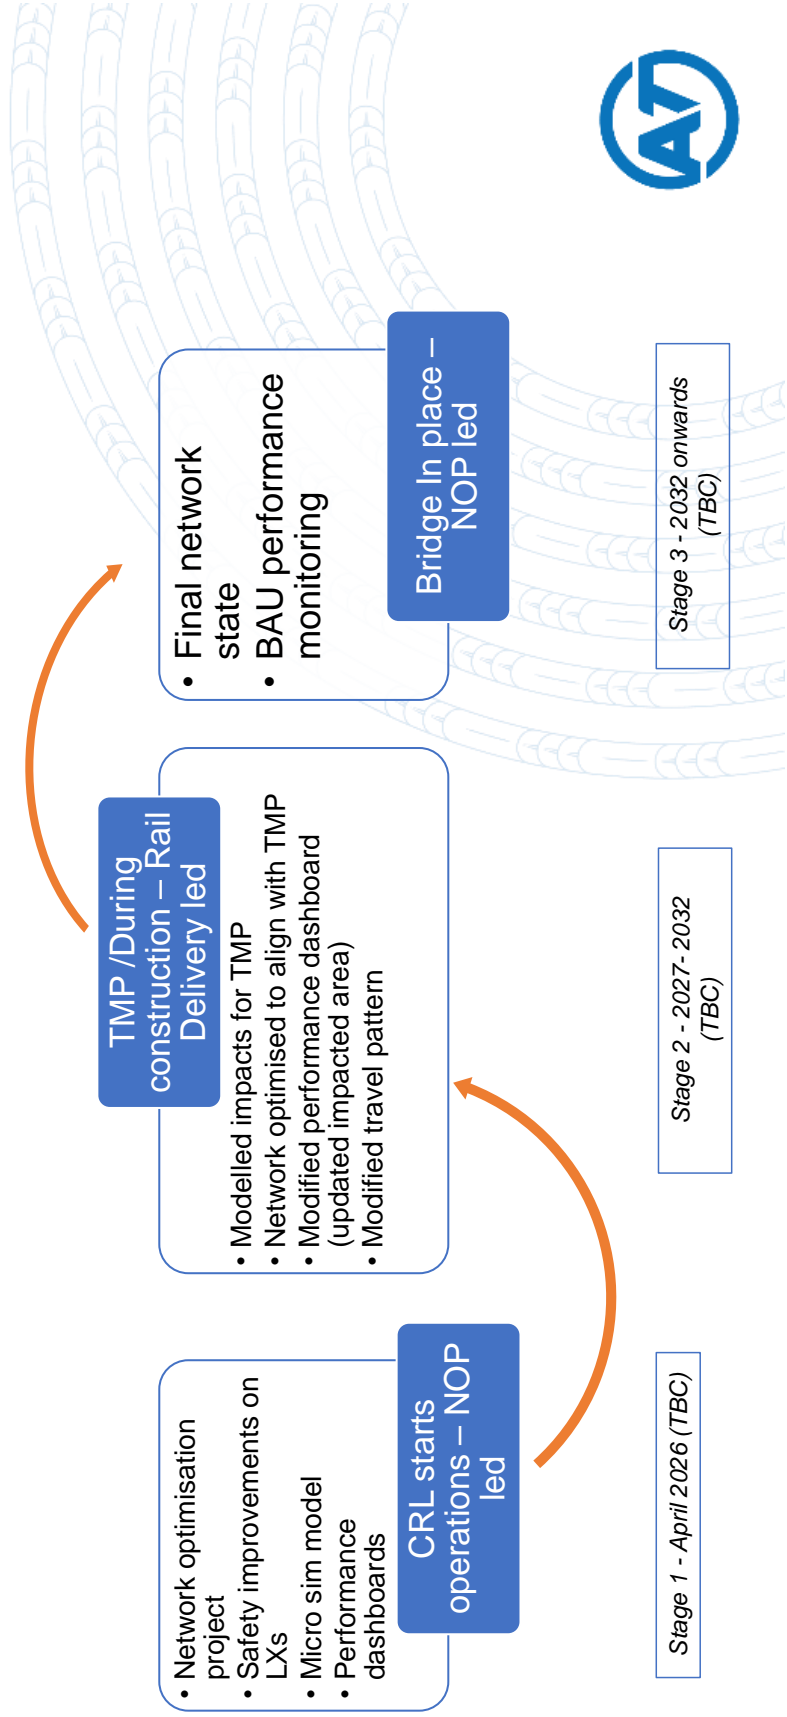 • Network optimisation
project
• Safety improvements on
LXs
• Micro sim model
• Performance
dashboards
CRL starts
operations – NOP
led
TMP /During
construction – Rail
Delivery led
• Modelled impacts for TMP
• Network optimised to align with TMP
• Modified performance dashboard
(updated impacted area)
• Modified travel pattern
• Final network
state
• BAU performance
monitoring
Bridge In place –
NOP led
Stage 1 - April 2026 (TBC)
Stage 2 - 2027- 2032
(TBC)
Stage 3 - 2032 onwards
(TBC)
AT